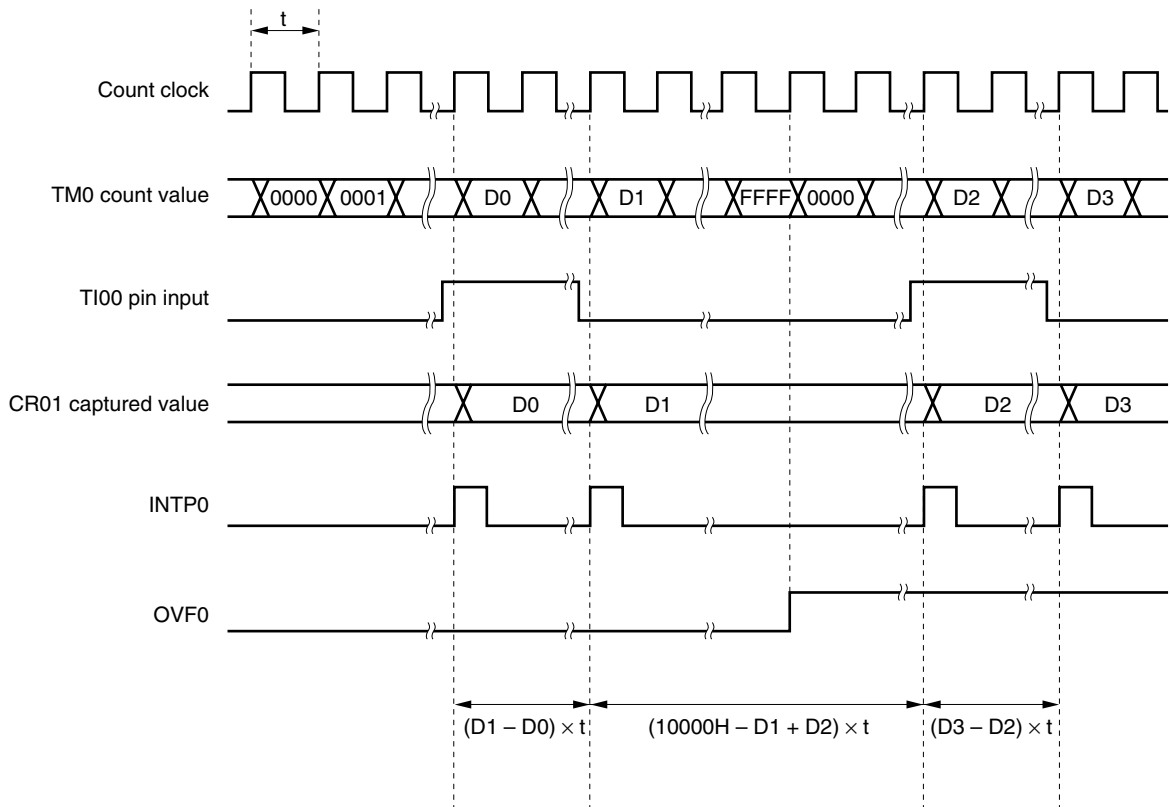 t
Count clock
TM0 count value 0000 0001 D0 D1 FFFF 0000 D2 D3
TI00 pin input
CR01 captured value D0 D1 D2 D3
INTP0
OVF0
(D1 – D0) × t (10000H – D1 + D2) × t (D3 – D2) × t